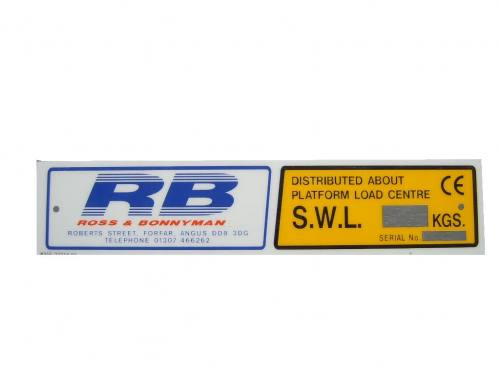 RB
ROSS & BONNYMAN
ROBERTS STREET, FORFAR, ANGUS DD8 3DG
TELEPHONE 01307 466262
DISTRIBUTED ABOUT
PLATFORM LOAD CENTRE
CE
S.W.L. KGS.
SERIAL No.